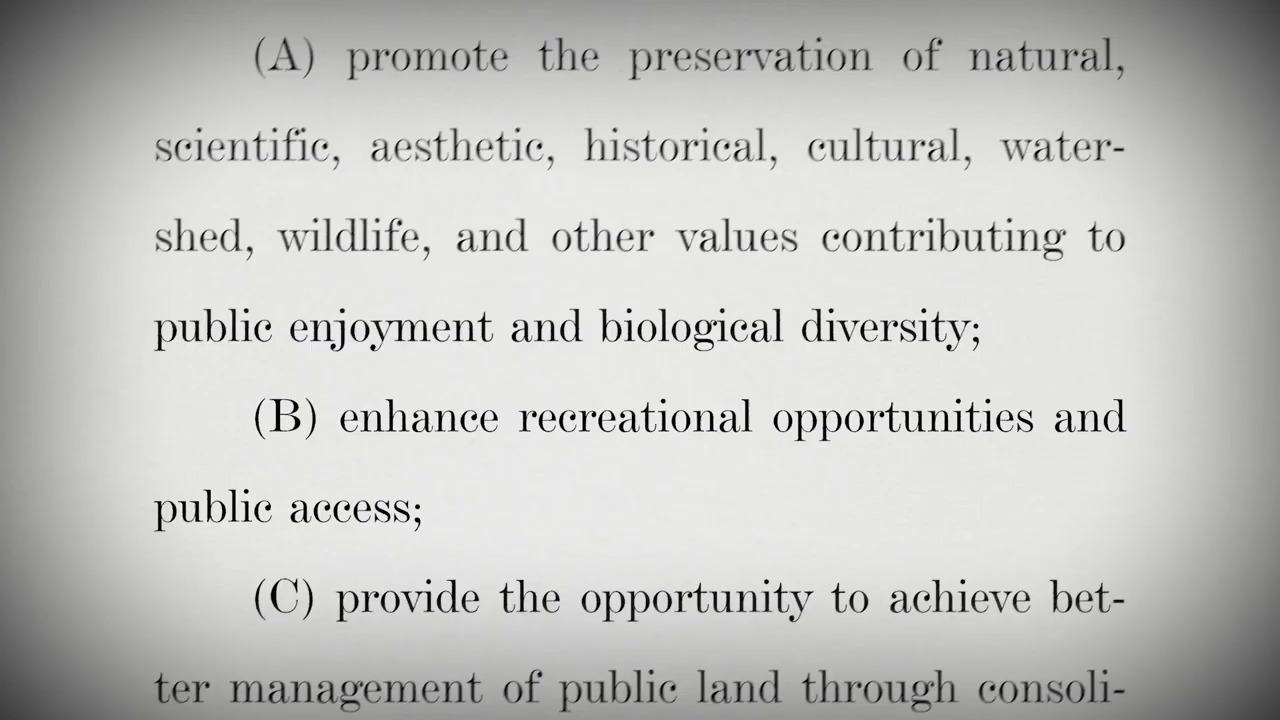 (A) promote the preservation of natural,
scientific, aesthetic, historical, cultural, water-
shed, wildlife, and other values contributing to
public enjoyment and biological diversity;
(B) enhance recreational opportunities and
public access;
(C) provide the opportunity to achieve bet-
ter management of public land through consoli-